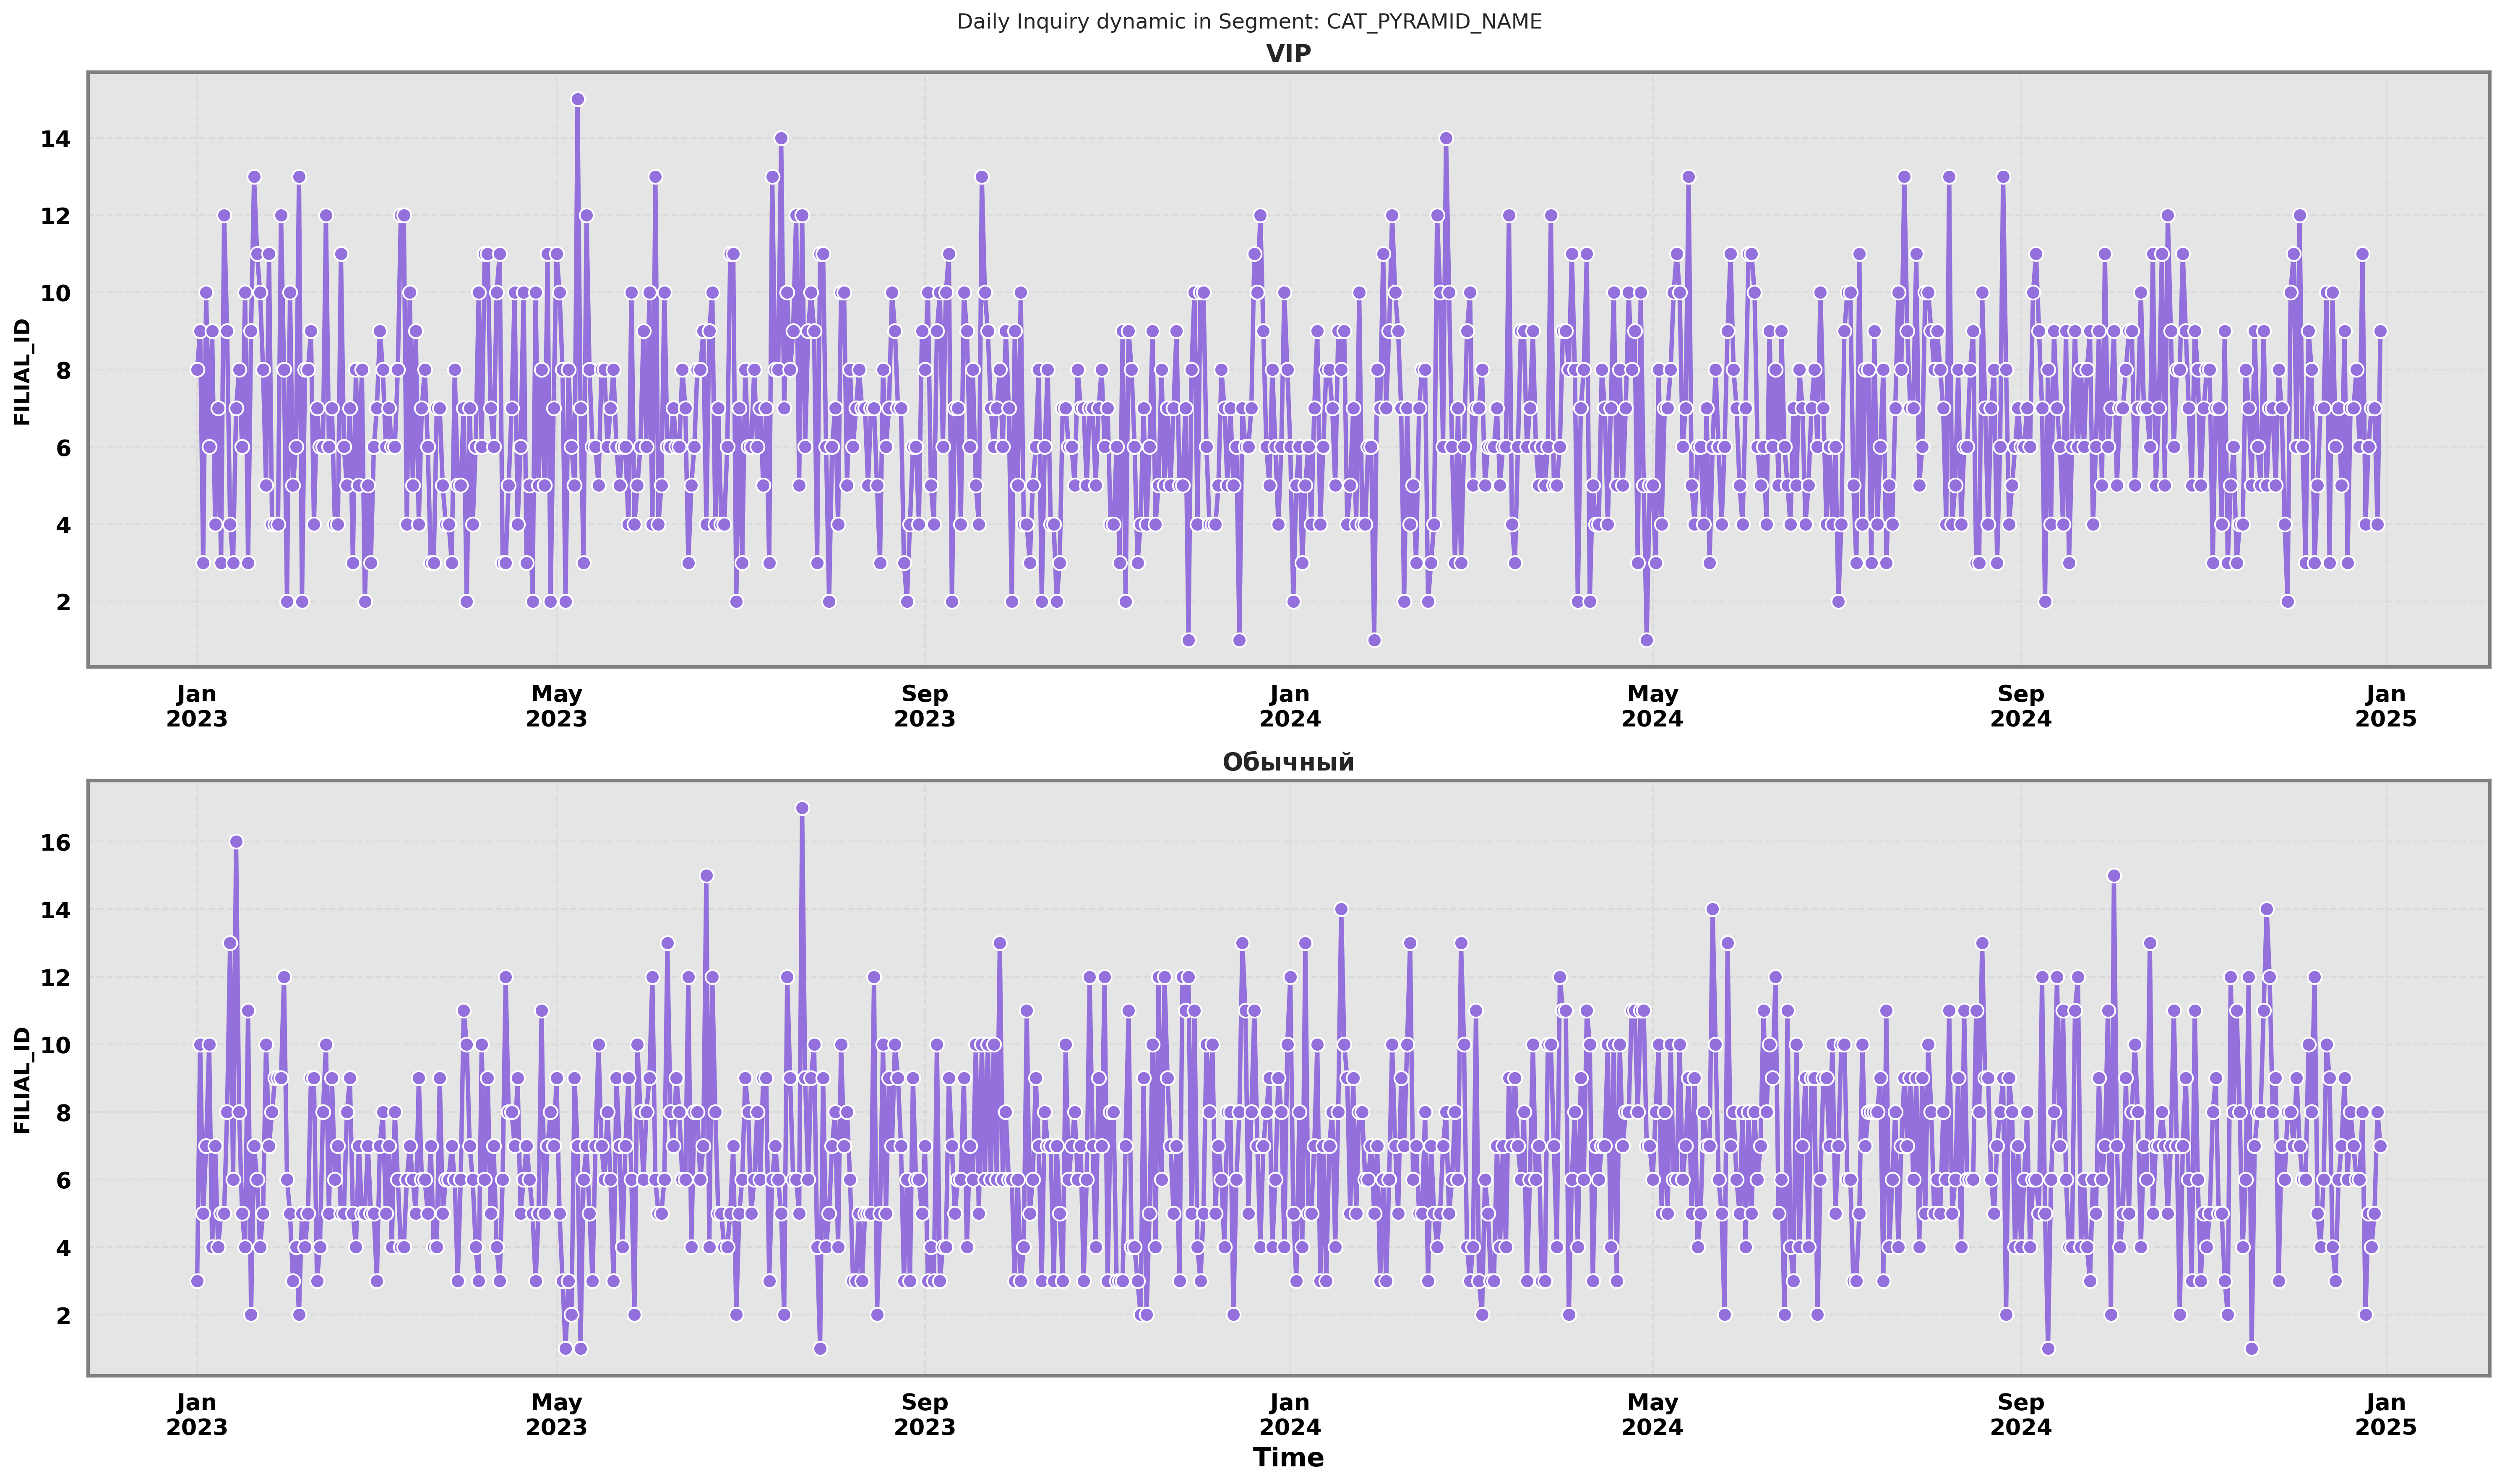 Daily Inquiry dynamic in Segment: CAT_PYRAMID_NAME
VIP
FILIAL_ID
14
12
10
8
6
4
2
Jan 2023
May 2023
Sep 2023
Jan 2024
May 2024
Sep 2024
Jan 2025
Обычный
FILIAL_ID
16
14
12
10
8
6
4
2
Jan 2023
May 2023
Sep 2023
Jan 2024
May 2024
Sep 2024
Jan 2025
Time